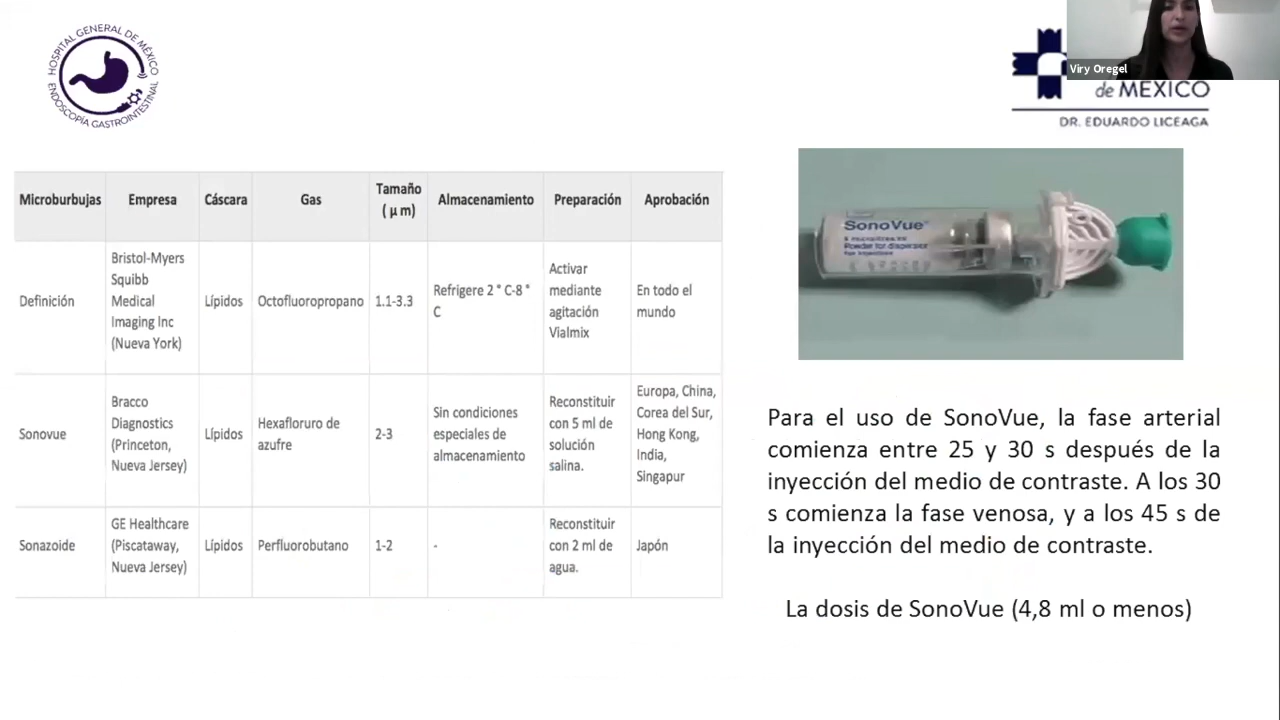 HOSPITAL GENERAL DE MÉXICO
ENDOSCOPÍA GASTROINTESTINAL
Viry Oregel
de MÉXICO
DR. EDUARDO LICEAGA
Microburbujas Empresa Cáscara Gas Tamaño ( μ m) Almacenamiento Preparación Aprobación
Definición
Bristol-Myers
Squibb
Medical
Imaging Inc
(Nueva York)
Lípidos
Octofluoropropano
1.1-3.3
Refrigere 2 ° C-8 °
C
Activar
mediante
agitación
Vialmix
En todo el
mundo
Sonovue
Bracco
Diagnostics
(Princeton,
Nueva Jersey)
Lípidos
Hexafloruro de
azufre
2-3
Sin condiciones
especiales de
almacenamiento
Reconstituir
con 5 ml de
solución
salina.
Europa, China,
Corea del Sur,
Hong Kong,
India,
Singapur
Sonazoide
GE Healthcare
(Piscataway,
Nueva Jersey)
Lípidos
Perfluorobutano
1-2
-
Reconstituir
con 2 ml de
agua.
Japón
SonoVue
Powder for dispersion
for injection
Para el uso de SonoVue, la fase arterial
comienza entre 25 y 30 s después de la
inyección del medio de contraste. A los 30
s comienza la fase venosa, y a los 45 s de
la inyección del medio de contraste.
La dosis de SonoVue (4,8 ml o menos)